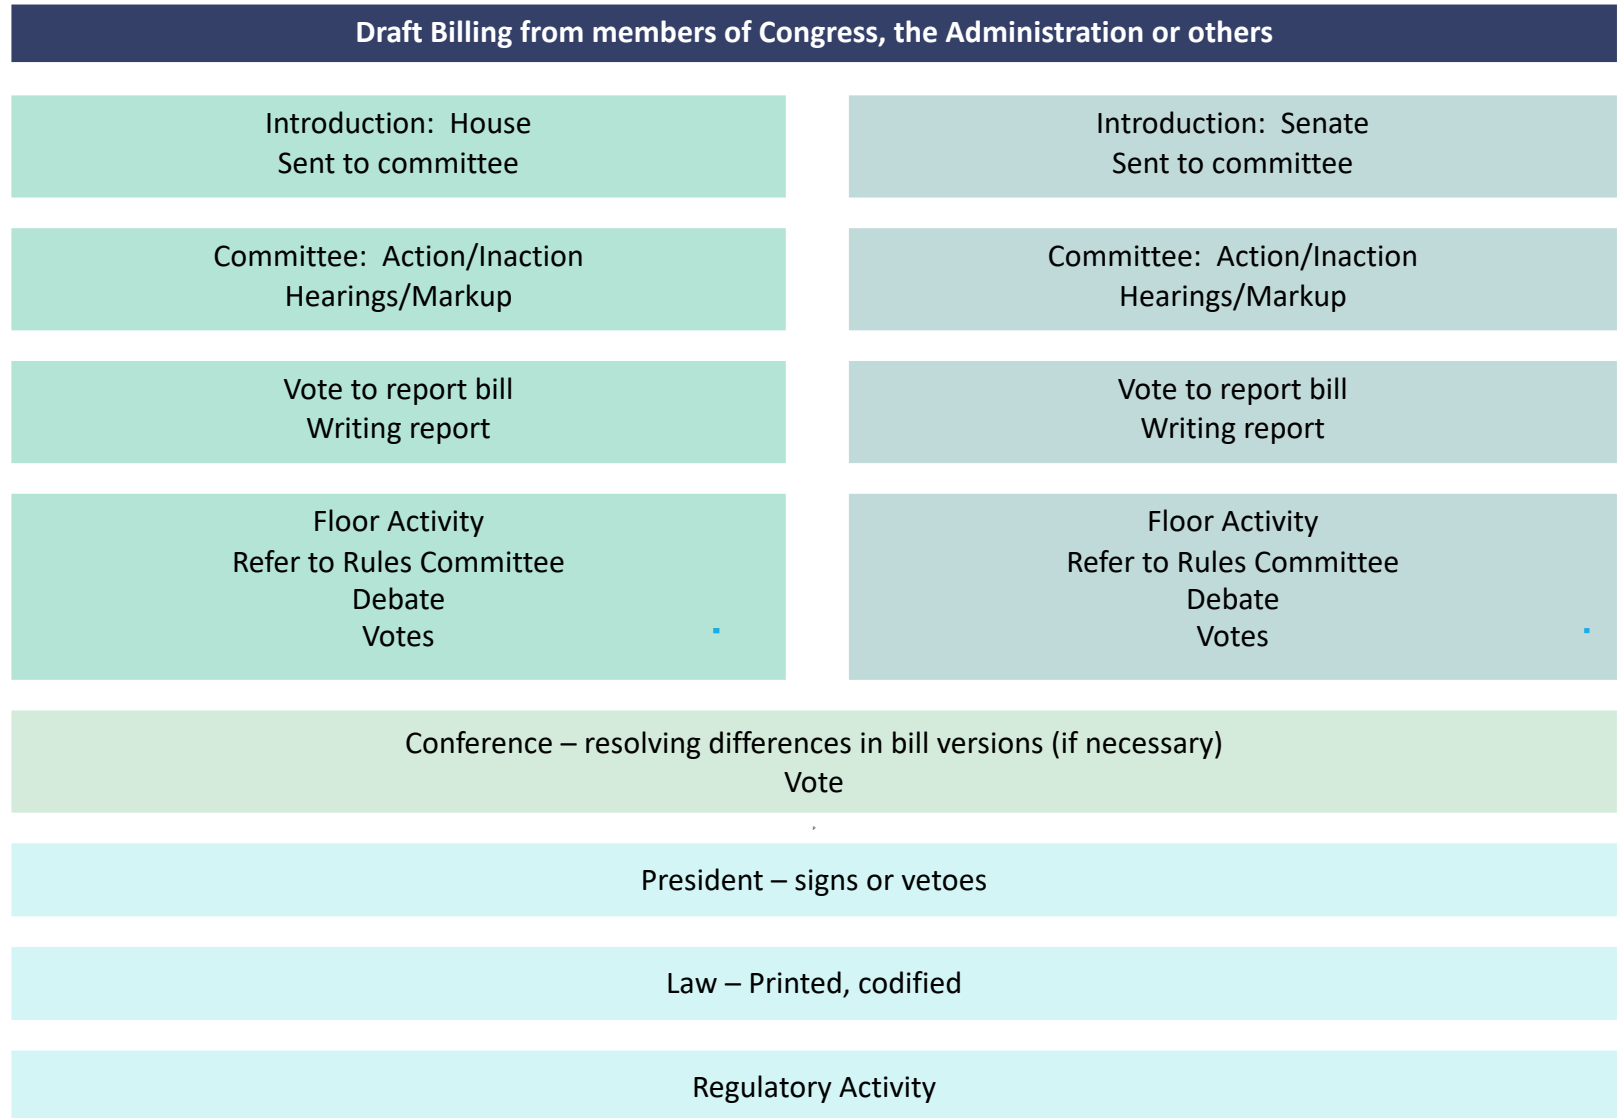 Draft Billing from members of Congress, the Administration or others
Introduction:  House
Sent to committee
Introduction:  Senate
Sent to committee
Committee:  Action/Inaction
Hearings/Markup
Committee:  Action/Inaction
Hearings/Markup
Vote to report bill
Writing report
Vote to report bill
Writing report
Floor Activity
Refer to Rules Committee
Debate
Votes
Floor Activity
Refer to Rules Committee
Debate
Votes
Conference – resolving differences in bill versions (if necessary)
Vote
President – signs or vetoes
Law – Printed, codified
Regulatory Activity